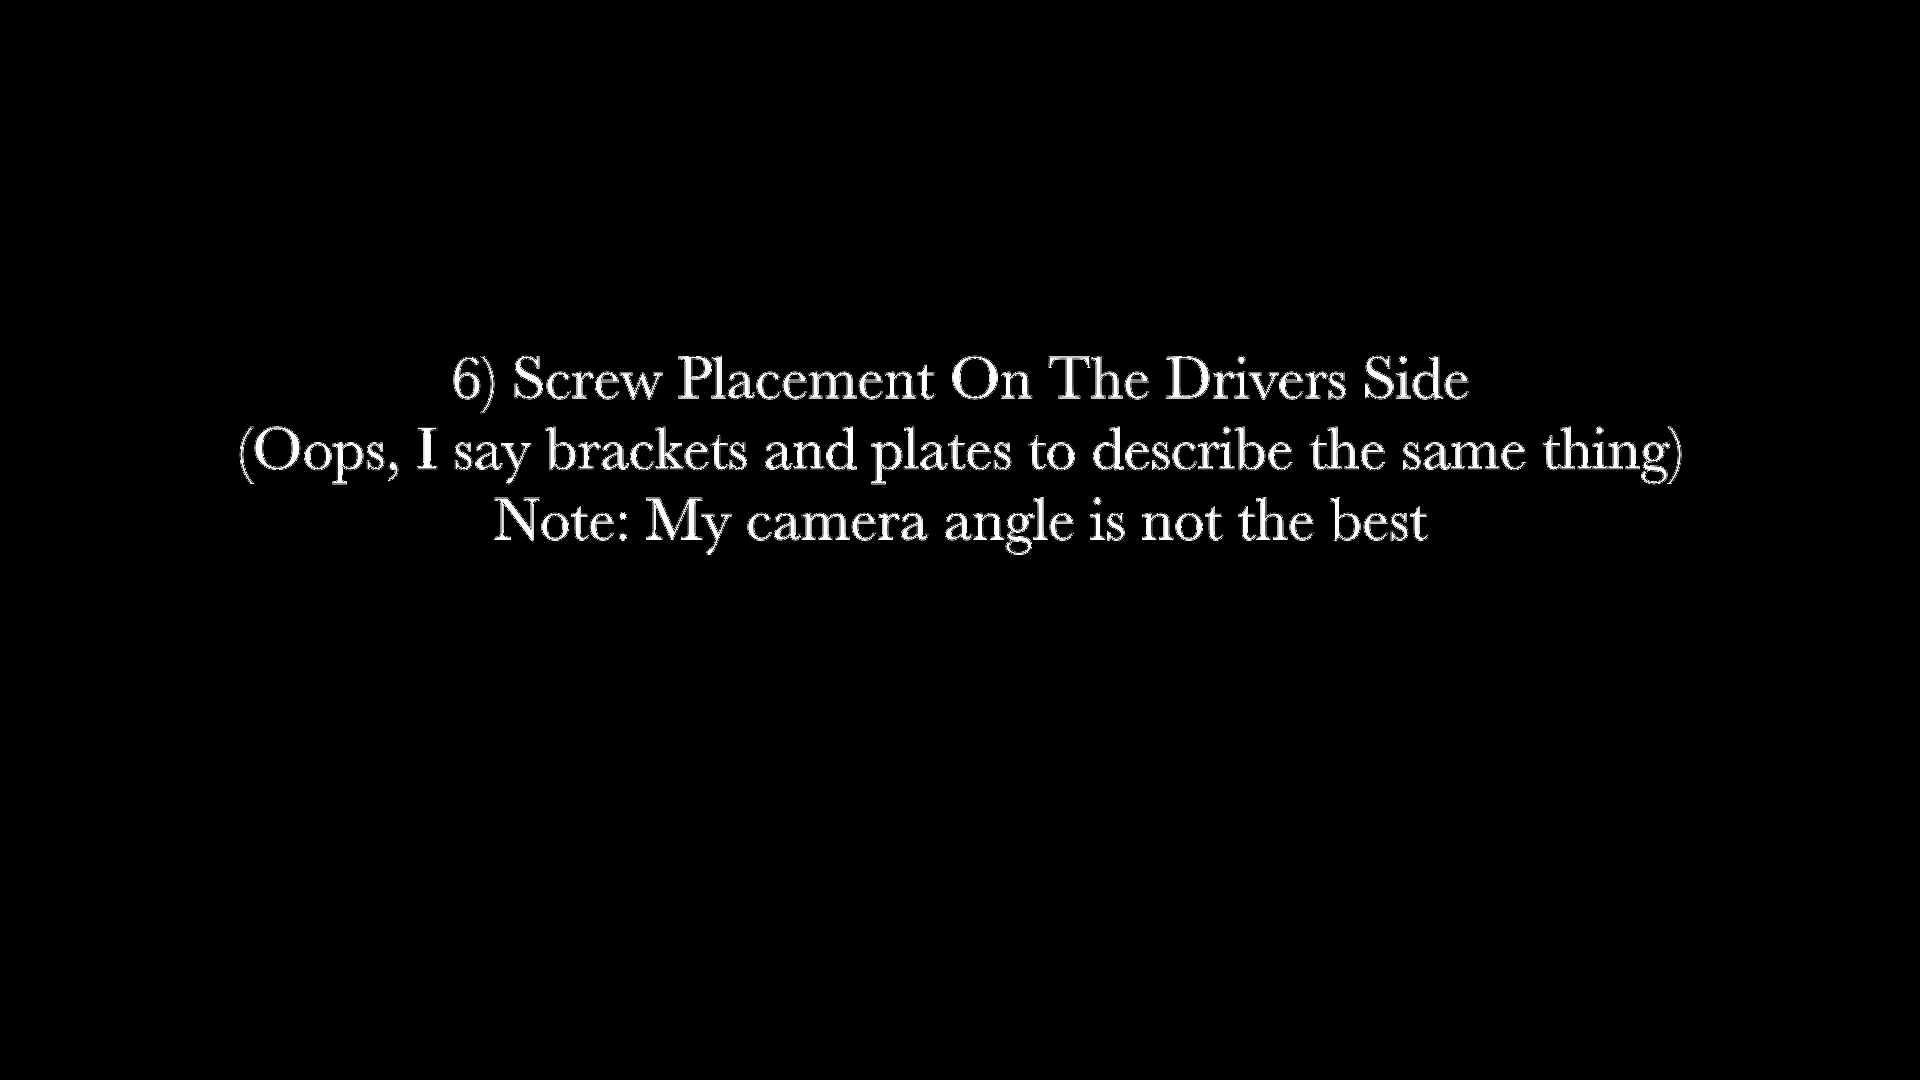 6) Screw Placement On The Drivers Side
(Oops, I say brackets and plates to describe the same thing)
Note: My camera angle is not the best